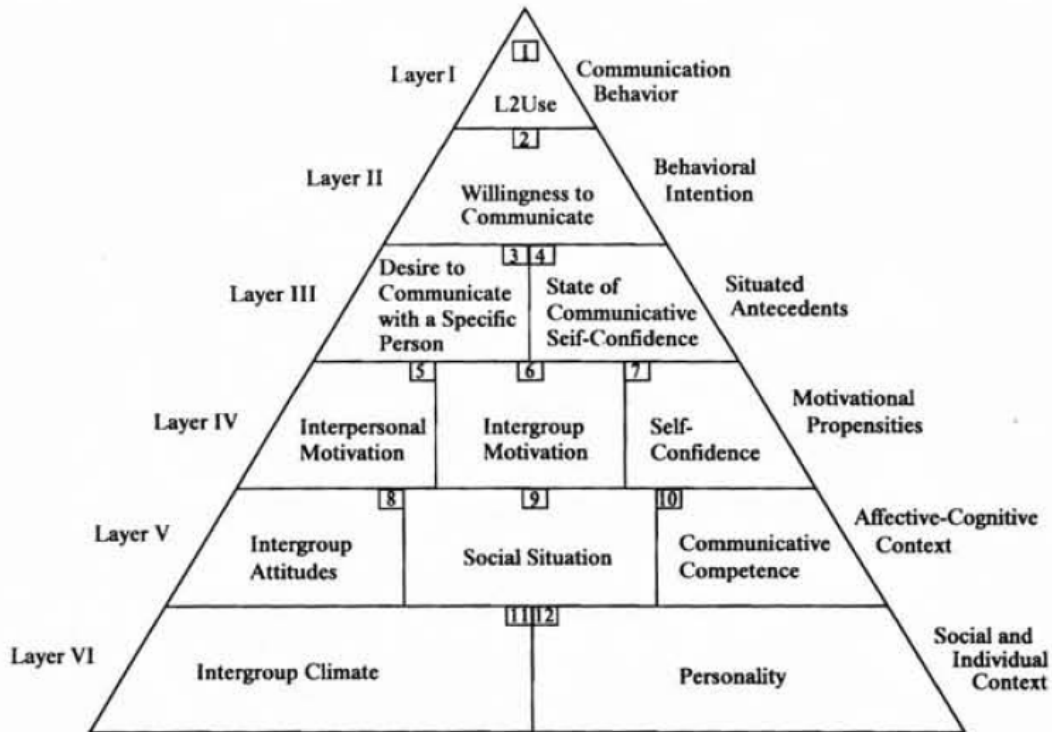 1
Layer I
Communication
Behavior
L2Use
2
Layer II
Behavioral
Intention
Willingness to
Communicate
3 4
Layer III
Desire to
Communicate
with a Specific
Person
State of
Communicative
Seif-Confidence
Situated
Antecedents
5 6 7
Layer IV
Interpersonal
Motivation
Intergroup
Motivation
Self-
Confidence
Motivational
Propensities
8 9 10
Layer V
Intergroup
Attitudes
Social Situation
Communicative
Competence
Affective-Cognitive
Context
11 12
Layer VI
Intergroup Climate
Personality
Social and
Individual
Context